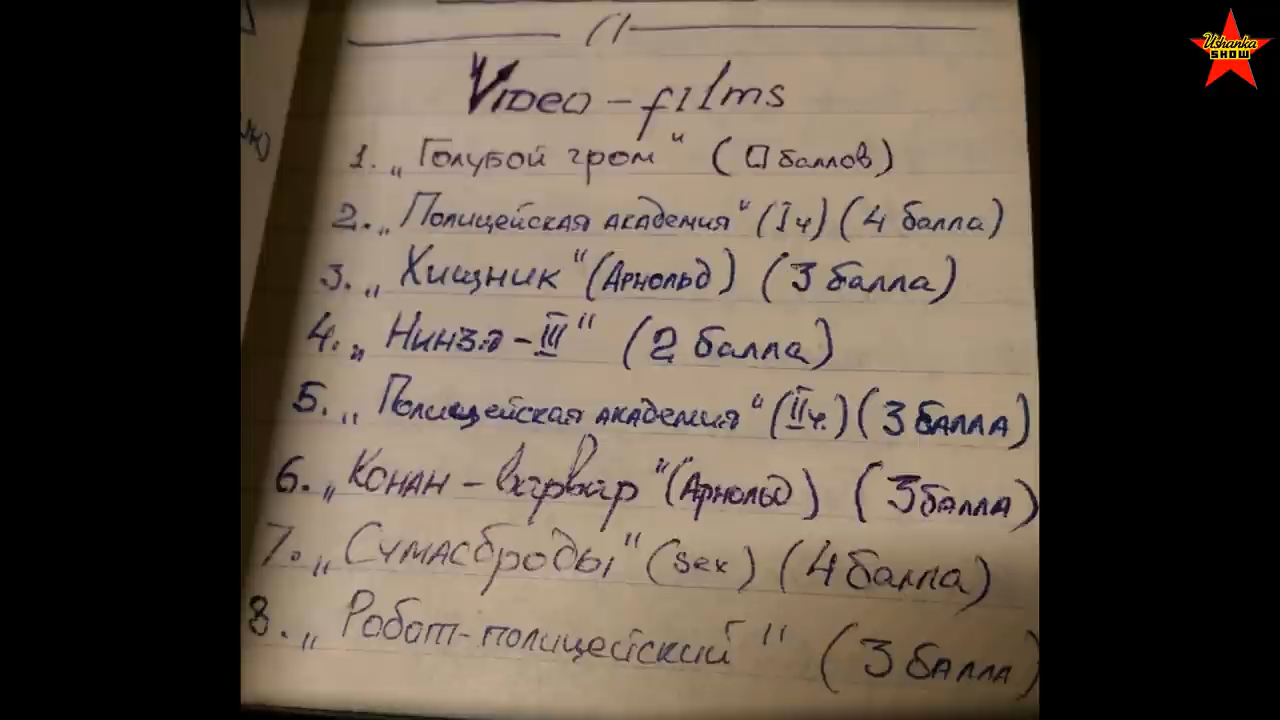 Ushanka
SHOW
Video - films
1. „Голубой гром" (0 баллов)
2. „Полицейская академия" (I ч) (4 балла)
3. „Хищник" (Арнольд) (3 балла)
4. „Ниндзя - III" (2 балла)
5. „Полицейская академия" (II ч.) (3 балла)
6. „Конан - варвар" (Арнольд) (3 балла)
7. „Сумасброды" (sex) (4 балла)
8. „Робот-полицейский" (3 балла)